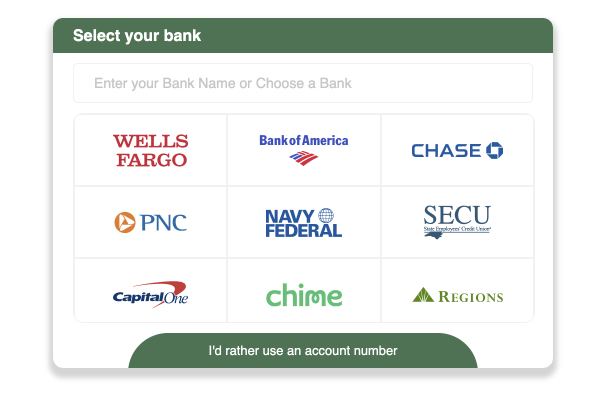 Select your bank
Enter your Bank Name or Choose a Bank
WELLS
FARGO
Bank of America
CHASE
PNC
NAVY
FEDERAL
SECU
State Employees' Credit Union®
Capital One
chime
REGIONS
I'd rather use an account number